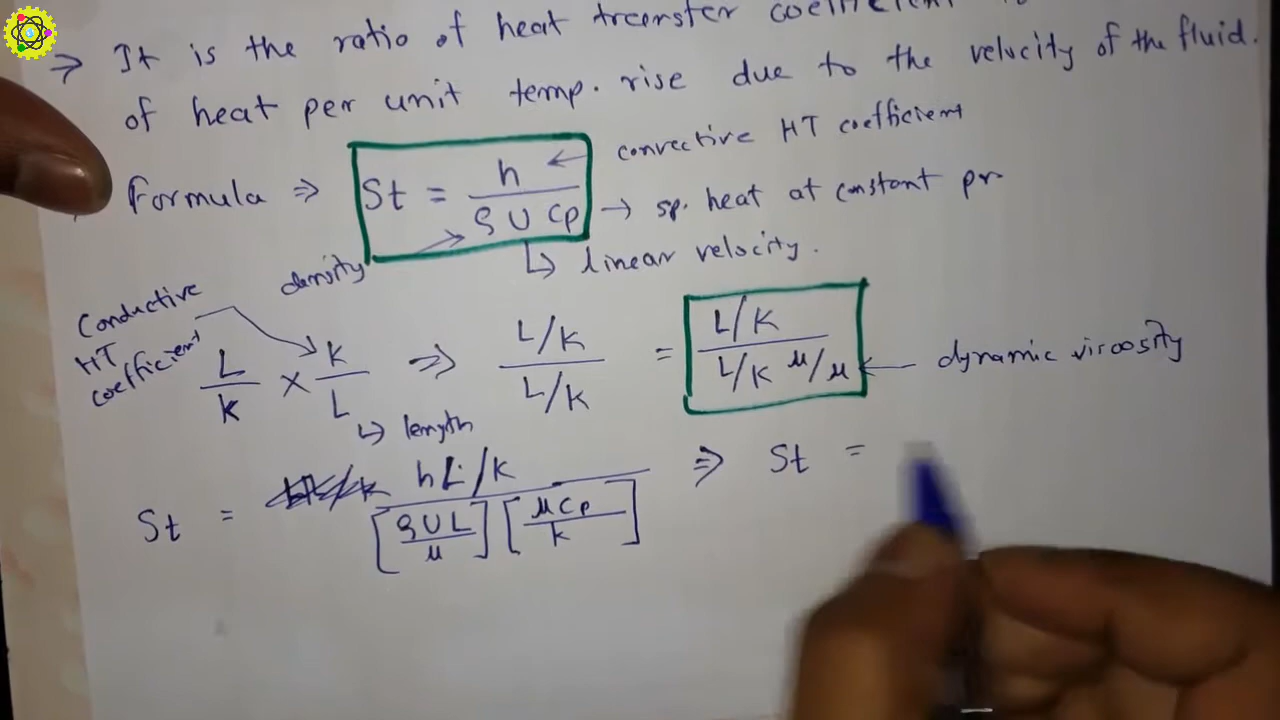 → It is the ratio of heat transfer coefficient
of heat per unit temp. rise due to the velocity of the fluid.
Formula ⇒ St = h / ρ U Cp ← convective HT coefficient
→ sp. heat at constant pr
density ↳ linear velocity.
Conductive HT coefficient
L/k × k/L ⇒ L/k / L/k = L/k / L/k μ/μ ← dynamic viscosity
↳ length
St = hL/k / [ρUL/μ] [μCp/k] ⇒ St =